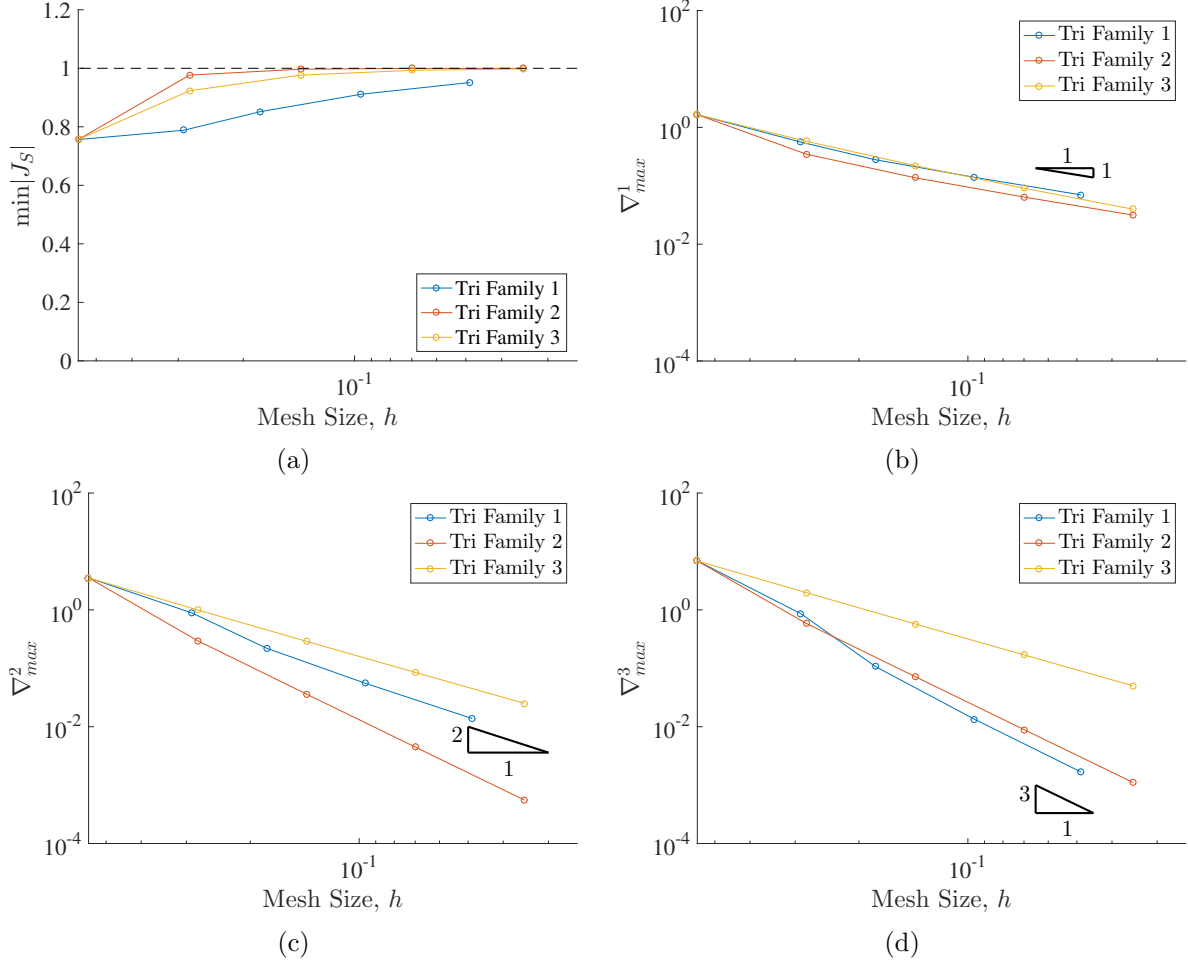 1.2
1
0.8
0.6
0.4
0.2
0
min|J_S|
Tri Family 1
Tri Family 2
Tri Family 3
10^-1
Mesh Size, h
(a)
10^2
10^0
10^-2
10^-4
∇^1_max
Tri Family 1
Tri Family 2
Tri Family 3
1
1
10^-1
Mesh Size, h
(b)
10^2
10^0
10^-2
10^-4
∇^2_max
Tri Family 1
Tri Family 2
Tri Family 3
2
1
10^-1
Mesh Size, h
(c)
10^2
10^0
10^-2
10^-4
∇^3_max
Tri Family 1
Tri Family 2
Tri Family 3
3
1
10^-1
Mesh Size, h
(d)